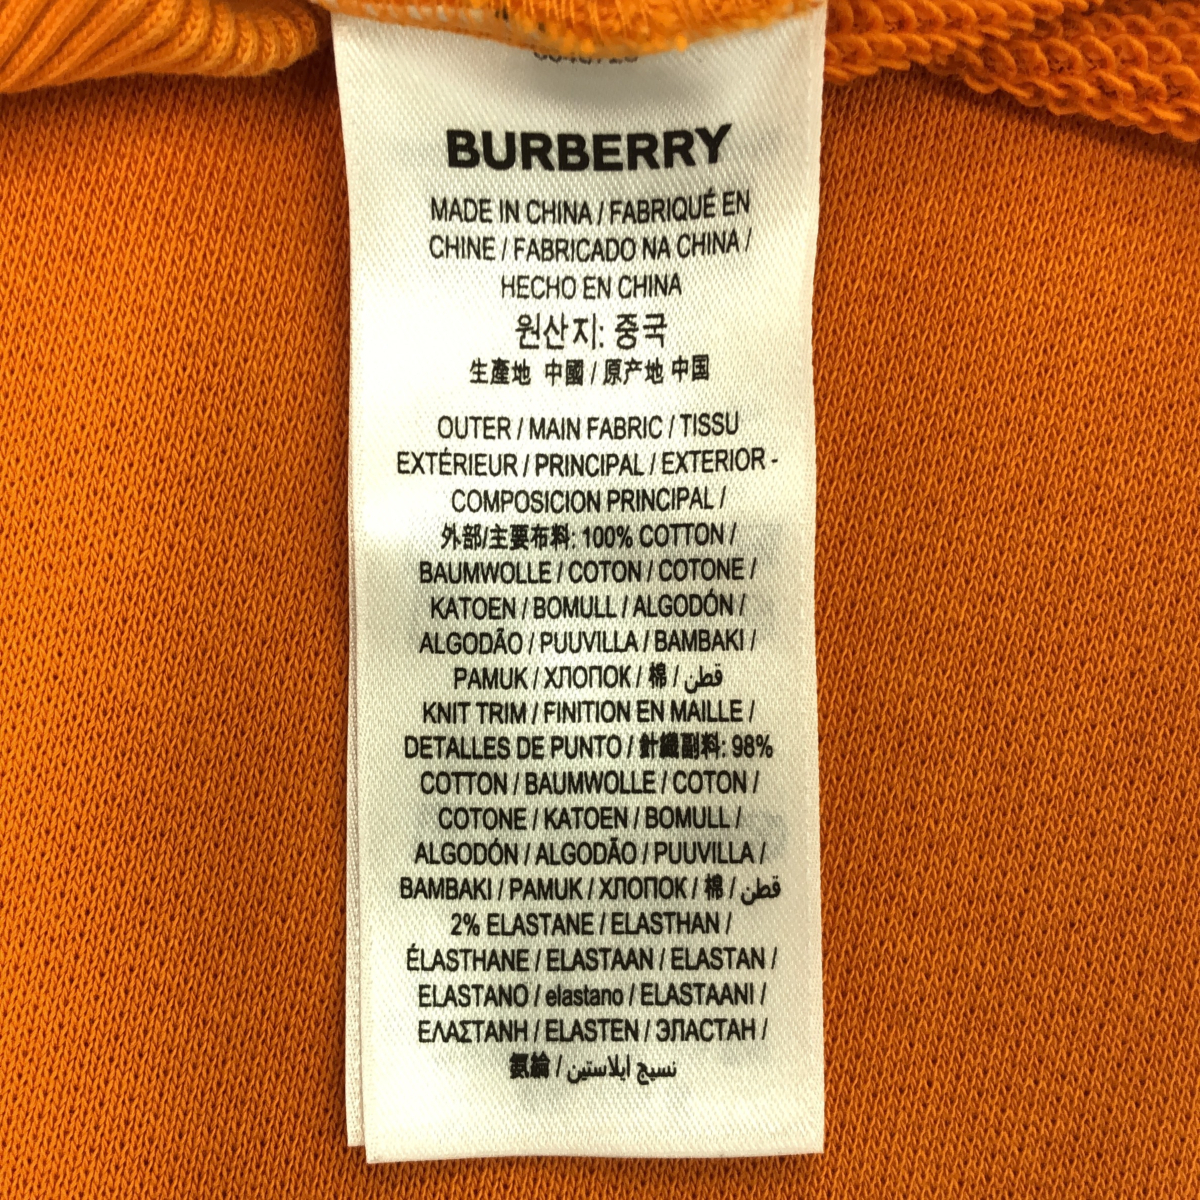 BURBERRY
MADE IN CHINA / FABRIQUÉ EN
CHINE / FABRICADO NA CHINA /
HECHO EN CHINA
원산지: 중국
生產地 中國 / 原产地 中国
OUTER / MAIN FABRIC / TISSU
EXTÉRIEUR / PRINCIPAL / EXTERIOR -
COMPOSICION PRINCIPAL /
外部/主要布料: 100% COTTON /
BAUMWOLLE / COTON / COTONE /
KATOEN / BOMULL / ALGODÓN /
ALGODÃO / PUUVILLA / BAMBAKI /
PAMUK / ХЛОПОК / 棉 / قطن
KNIT TRIM / FINITION EN MAILLE /
DETALLES DE PUNTO / 針織副料: 98%
COTTON / BAUMWOLLE / COTON /
COTONE / KATOEN / BOMULL /
ALGODÓN / ALGODÃO / PUUVILLA /
BAMBAKI / PAMUK / ХЛОПОК / 棉 / قطن
2% ELASTANE / ELASTHAN /
ÉLASTHANE / ELASTAAN / ELASTAN /
ELASTANO / elastano / ELASTAANI /
ΕΛΑΣΤΑΝΗ / ELASTEN / ЭЛАСТАН /
氨綸 / نسيج ايلاستين